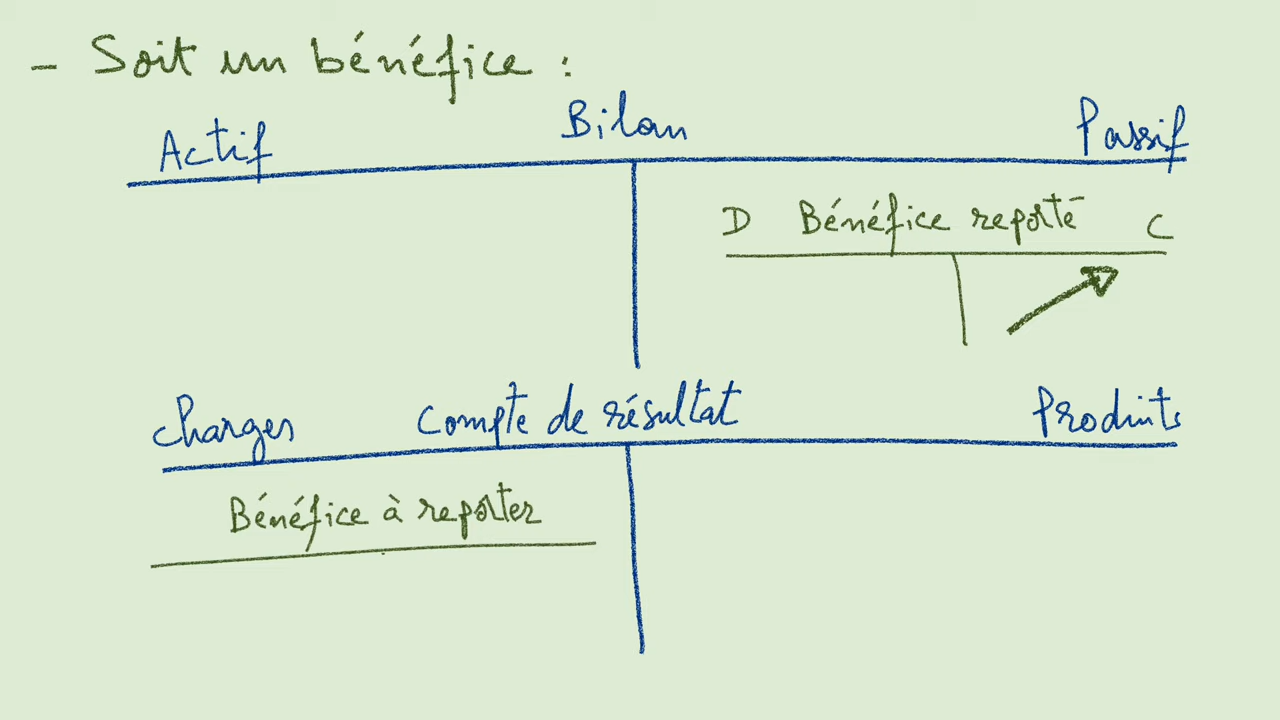 - Soit un bénéfice :
Actif Bilan Passif
D Bénéfice reporté C
Charges Compte de résultat Produits
Bénéfice à reporter